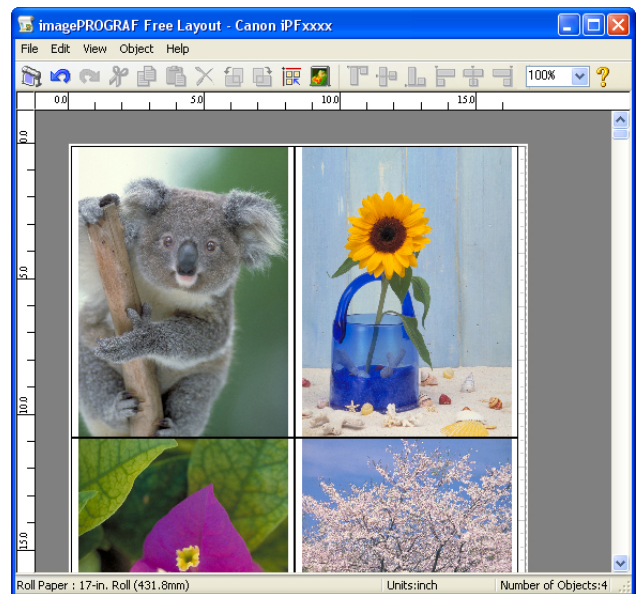 imagePROGRAF Free Layout - Canon iPFxxxx
File Edit View Object Help
100%
0.0 5.0 10.0 15.0
0.0
5.0
10.0
15.0
Roll Paper : 17-in. Roll (431.8mm) Units:inch Number of Objects:4